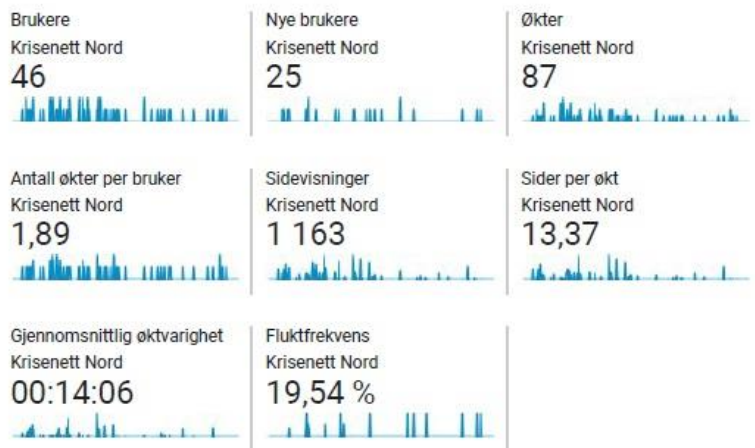 Brukere
Krisenett Nord
46
Nye brukere
Krisenett Nord
25
Økter
Krisenett Nord
87
Antall økter per bruker
Krisenett Nord
1,89
Sidevisninger
Krisenett Nord
1 163
Sider per økt
Krisenett Nord
13,37
Gjennomsnittlig øktvarighet
Krisenett Nord
00:14:06
Fluktfrekvens
Krisenett Nord
19,54 %